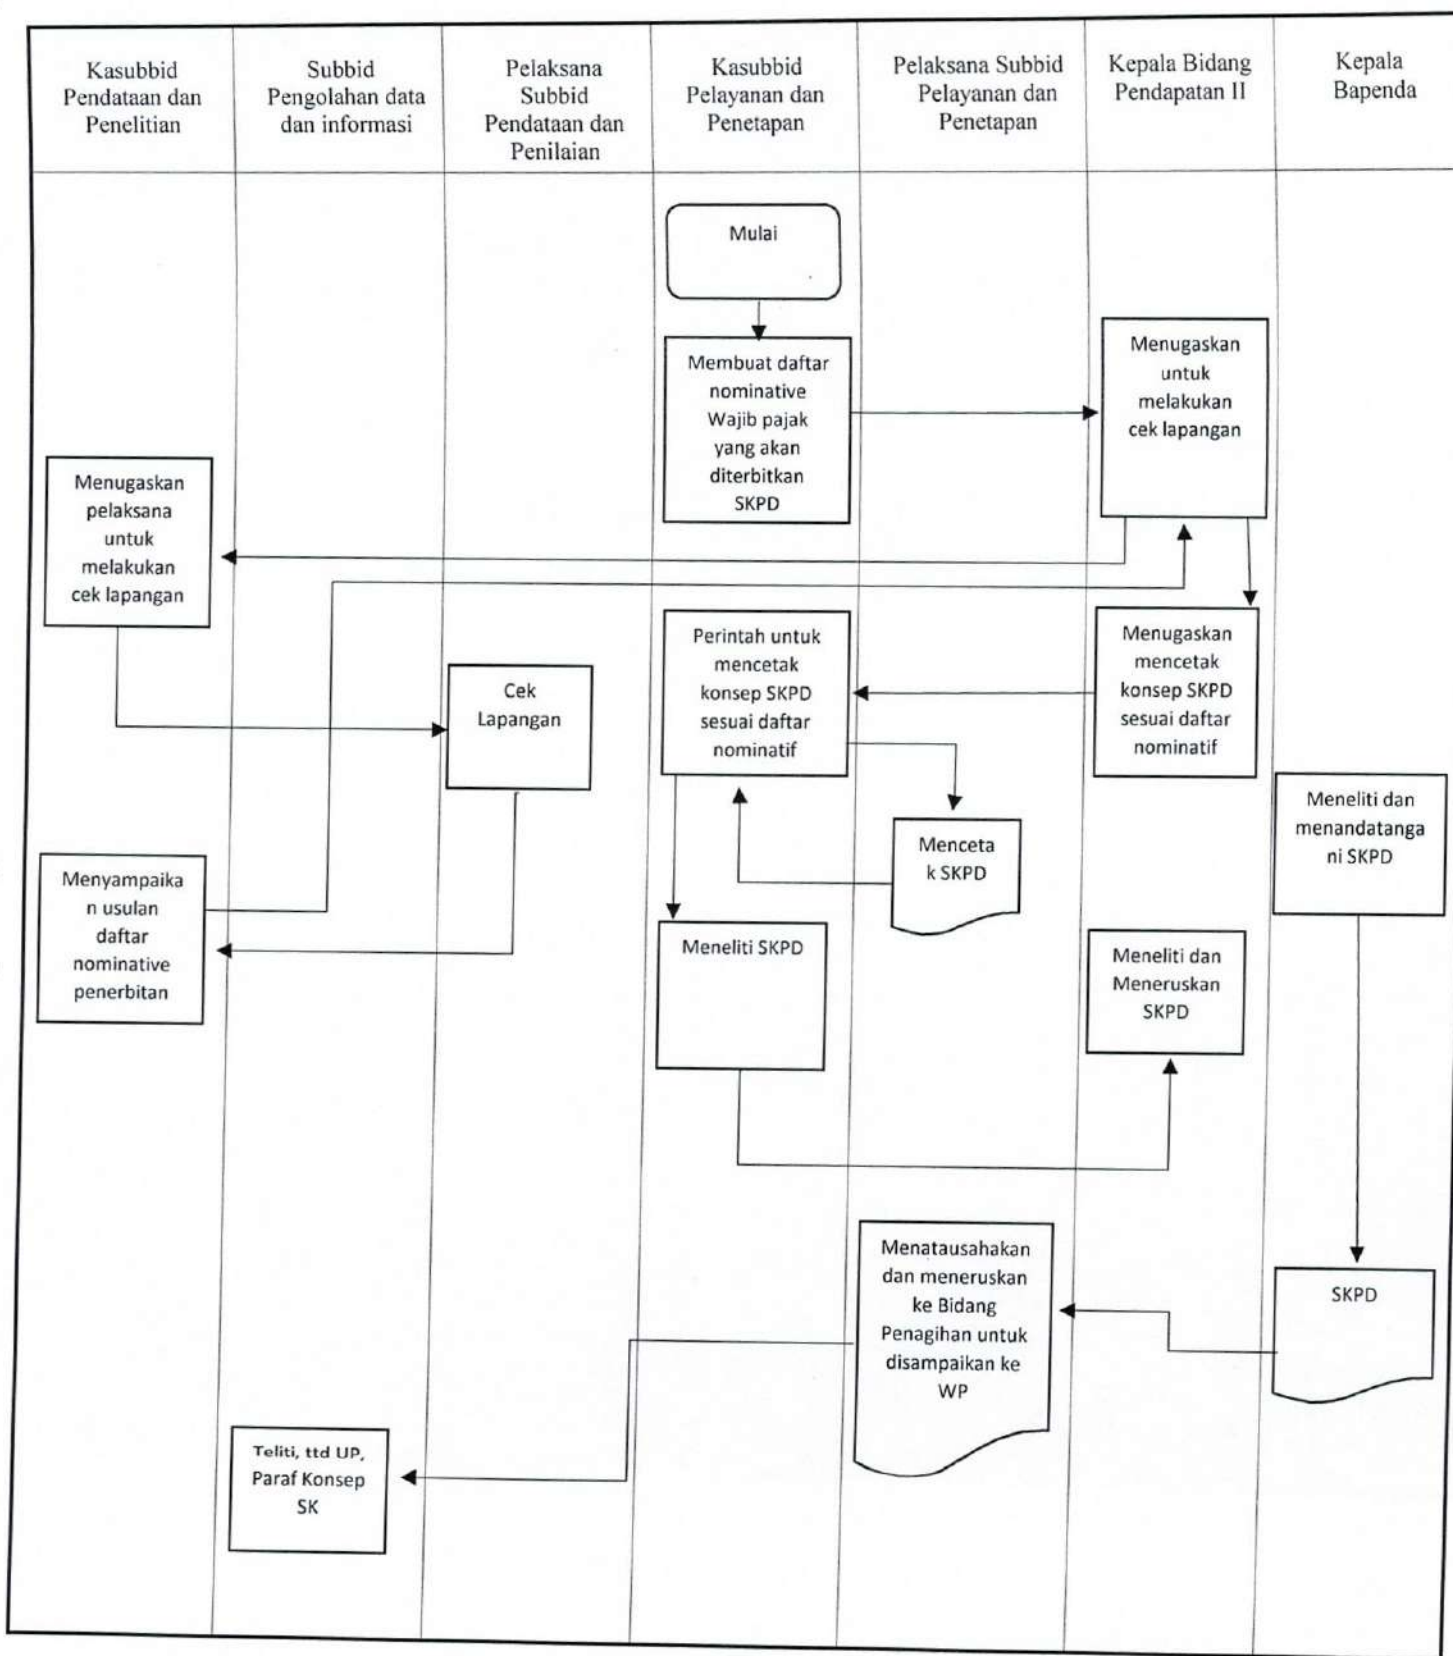 Kasubbid
Pendataan dan
Penelitian
Subbid
Pengolahan data
dan informasi
Pelaksana
Subbid
Pendataan dan
Penilaian
Kasubbid
Pelayanan dan
Penetapan
Pelaksana Subbid
Pelayanan dan
Penetapan
Kepala Bidang
Pendapatan II
Kepala
Bapenda
Mulai
Membuat daftar
nominative
Wajib pajak
yang akan
diterbitkan
SKPD
Menugaskan
untuk
melakukan
cek lapangan
Menugaskan
pelaksana
untuk
melakukan
cek lapangan
Perintah untuk
mencetak
konsep SKPD
sesuai daftar
nominatif
Menugaskan
mencetak
konsep SKPD
sesuai daftar
nominatif
Cek
Lapangan
Menceta
k SKPD
Meneliti dan
menandatanga
ni SKPD
Menyampaika
n usulan
daftar
nominative
penerbitan
Meneliti SKPD
Meneliti dan
Meneruskan
SKPD
Menatausahakan
dan meneruskan
ke Bidang
Penagihan untuk
disampaikan ke
WP
SKPD
Teliti, ttd UP,
Paraf Konsep
SK